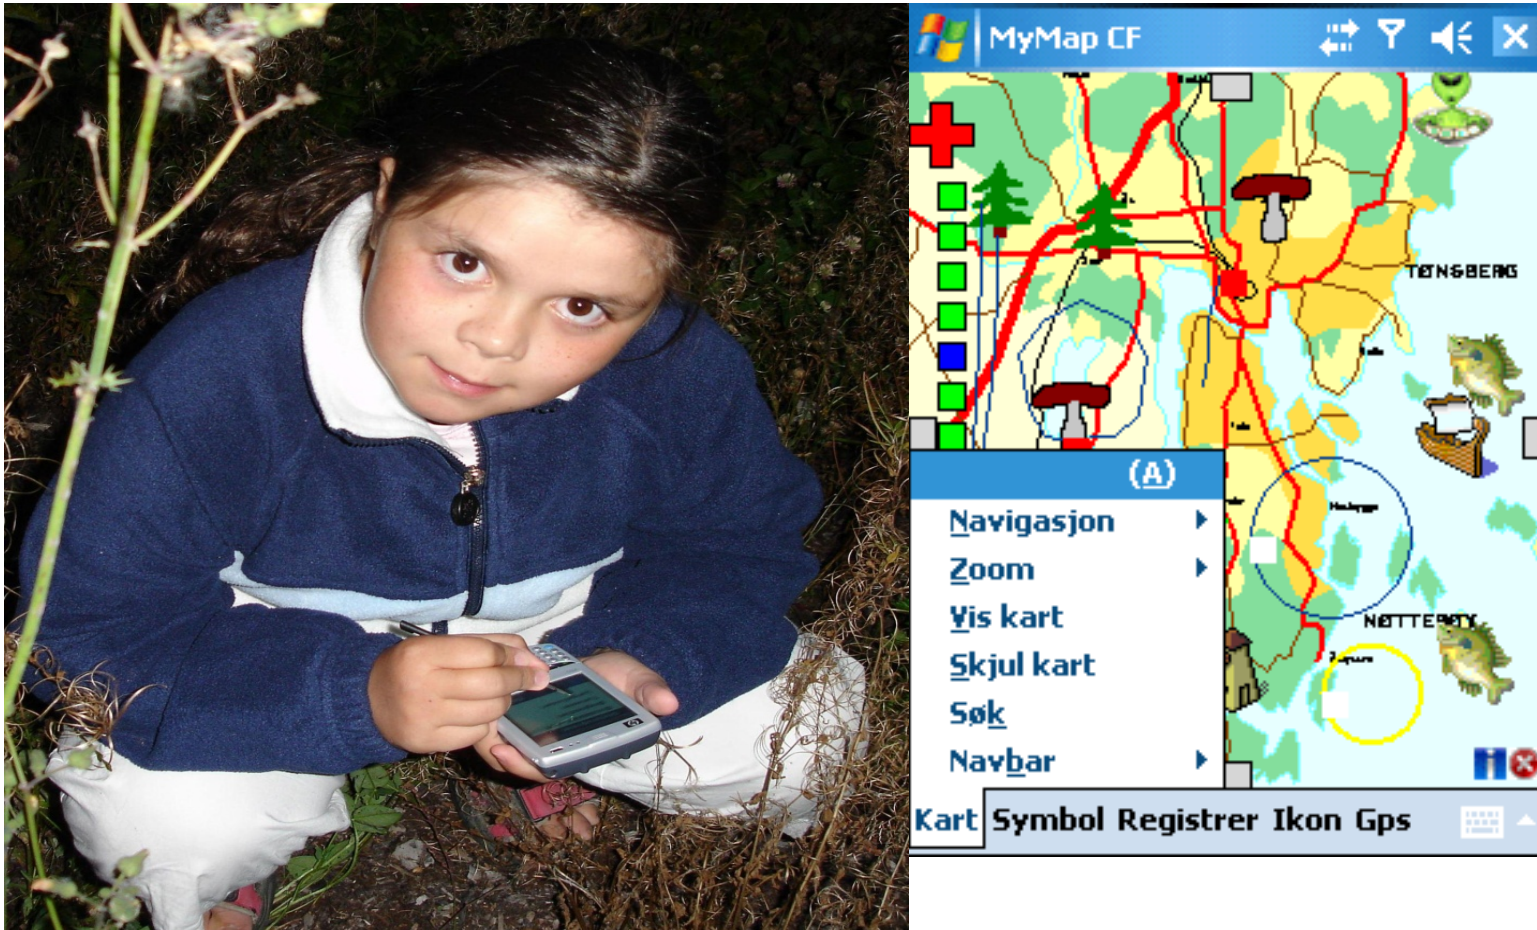 MyMap CF
TØNSBERG
NØTTERØY
(A)
Navigasjon
Zoom
Vis kart
Skjul kart
Søk
Navbar
Kart Symbol Registrer Ikon Gps